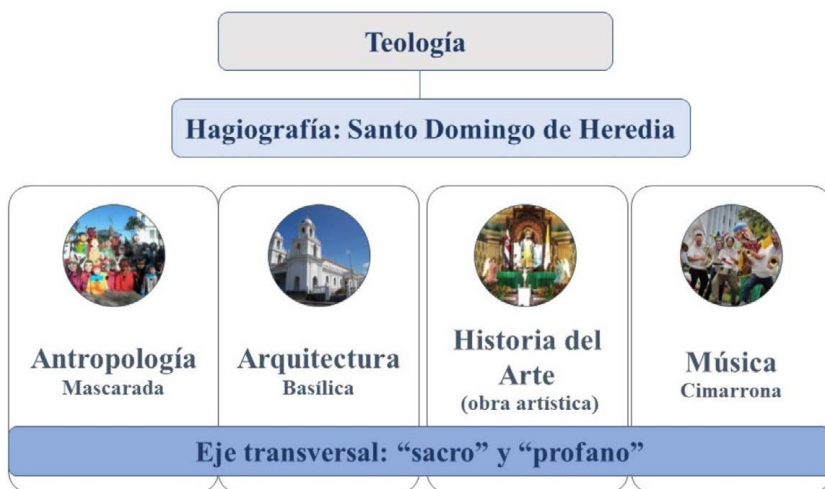 Teología
Hagiografía: Santo Domingo de Heredia
Antropología
Mascarada
Arquitectura
Basílica
Historia del
Arte
(obra artística)
Música
Cimarrona
Eje transversal: “sacro” y “profano”